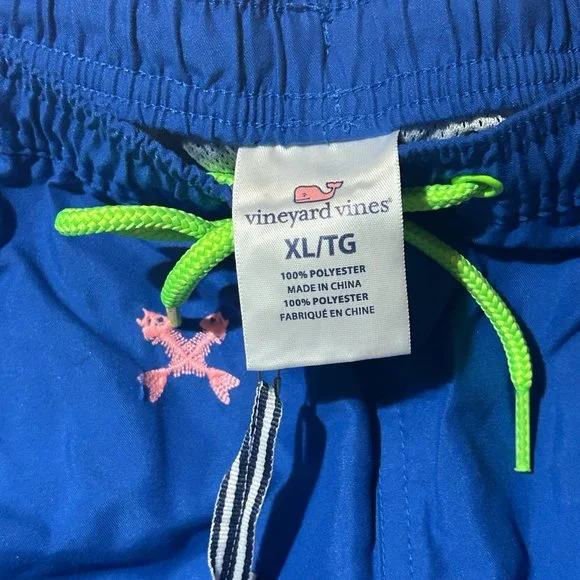 vineyard vines®
XL/TG
100% POLYESTER
MADE IN CHINA
100% POLYESTER
FABRIQUÉ EN CHINE